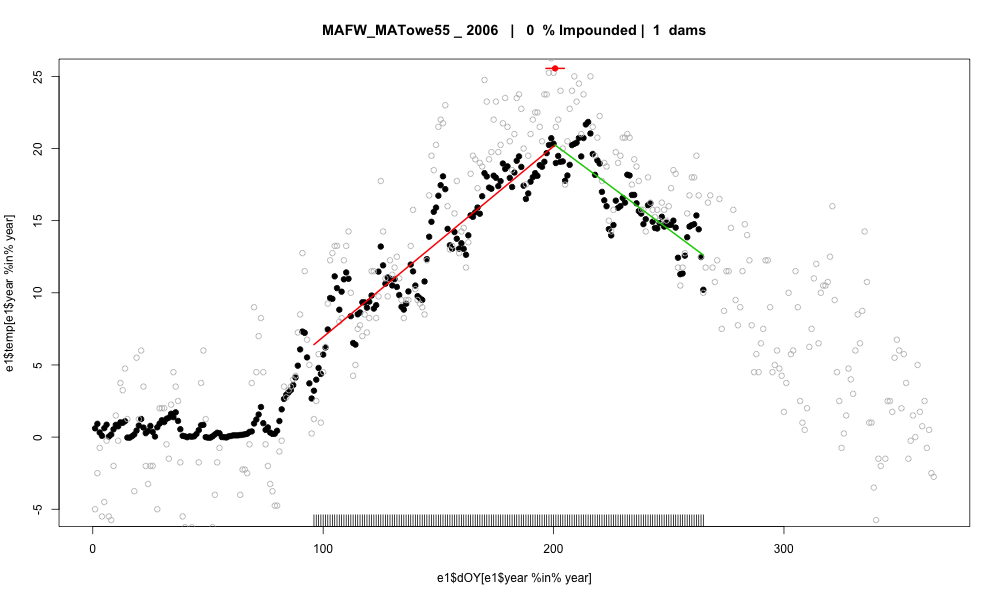 MAFW_MATowe55 _ 2006 | 0 % Impounded | 1 dams
e1$temp[e1$year %in% year]
25
20
15
10
5
0
-5
0 100 200 300
e1$dOY[e1$year %in% year]